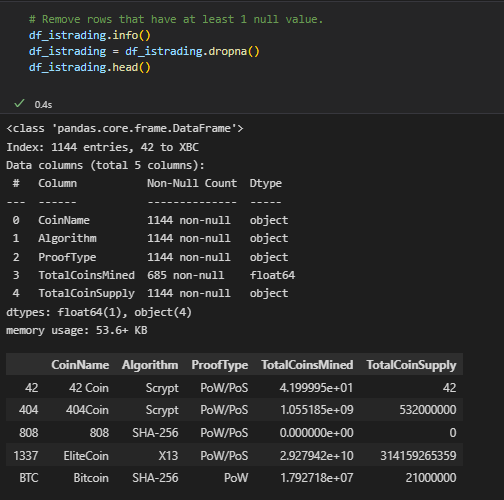 # Remove rows that have at least 1 null value.
df_istrading.info()
df_istrading = df_istrading.dropna()
df_istrading.head()
0.4s
<class 'pandas.core.frame.DataFrame'>
Index: 1144 entries, 42 to XBC
Data columns (total 5 columns):
 #   Column           Non-Null Count  Dtype
---  ------           --------------  -----
 0   CoinName         1144 non-null   object
 1   Algorithm        1144 non-null   object
 2   ProofType        1144 non-null   object
 3   TotalCoinsMined  685 non-null    float64
 4   TotalCoinSupply  1144 non-null   object
dtypes: float64(1), object(4)
memory usage: 53.6+ KB
CoinName Algorithm ProofType TotalCoinsMined TotalCoinSupply
42 42 Coin Scrypt PoW/PoS 4.199995e+01 42
404 404Coin Scrypt PoW/PoS 1.055185e+09 532000000
808 808 SHA-256 PoW/PoS 0.000000e+00 0
1337 EliteCoin X13 PoW/PoS 2.927942e+10 314159265359
BTC Bitcoin SHA-256 PoW 1.792718e+07 21000000